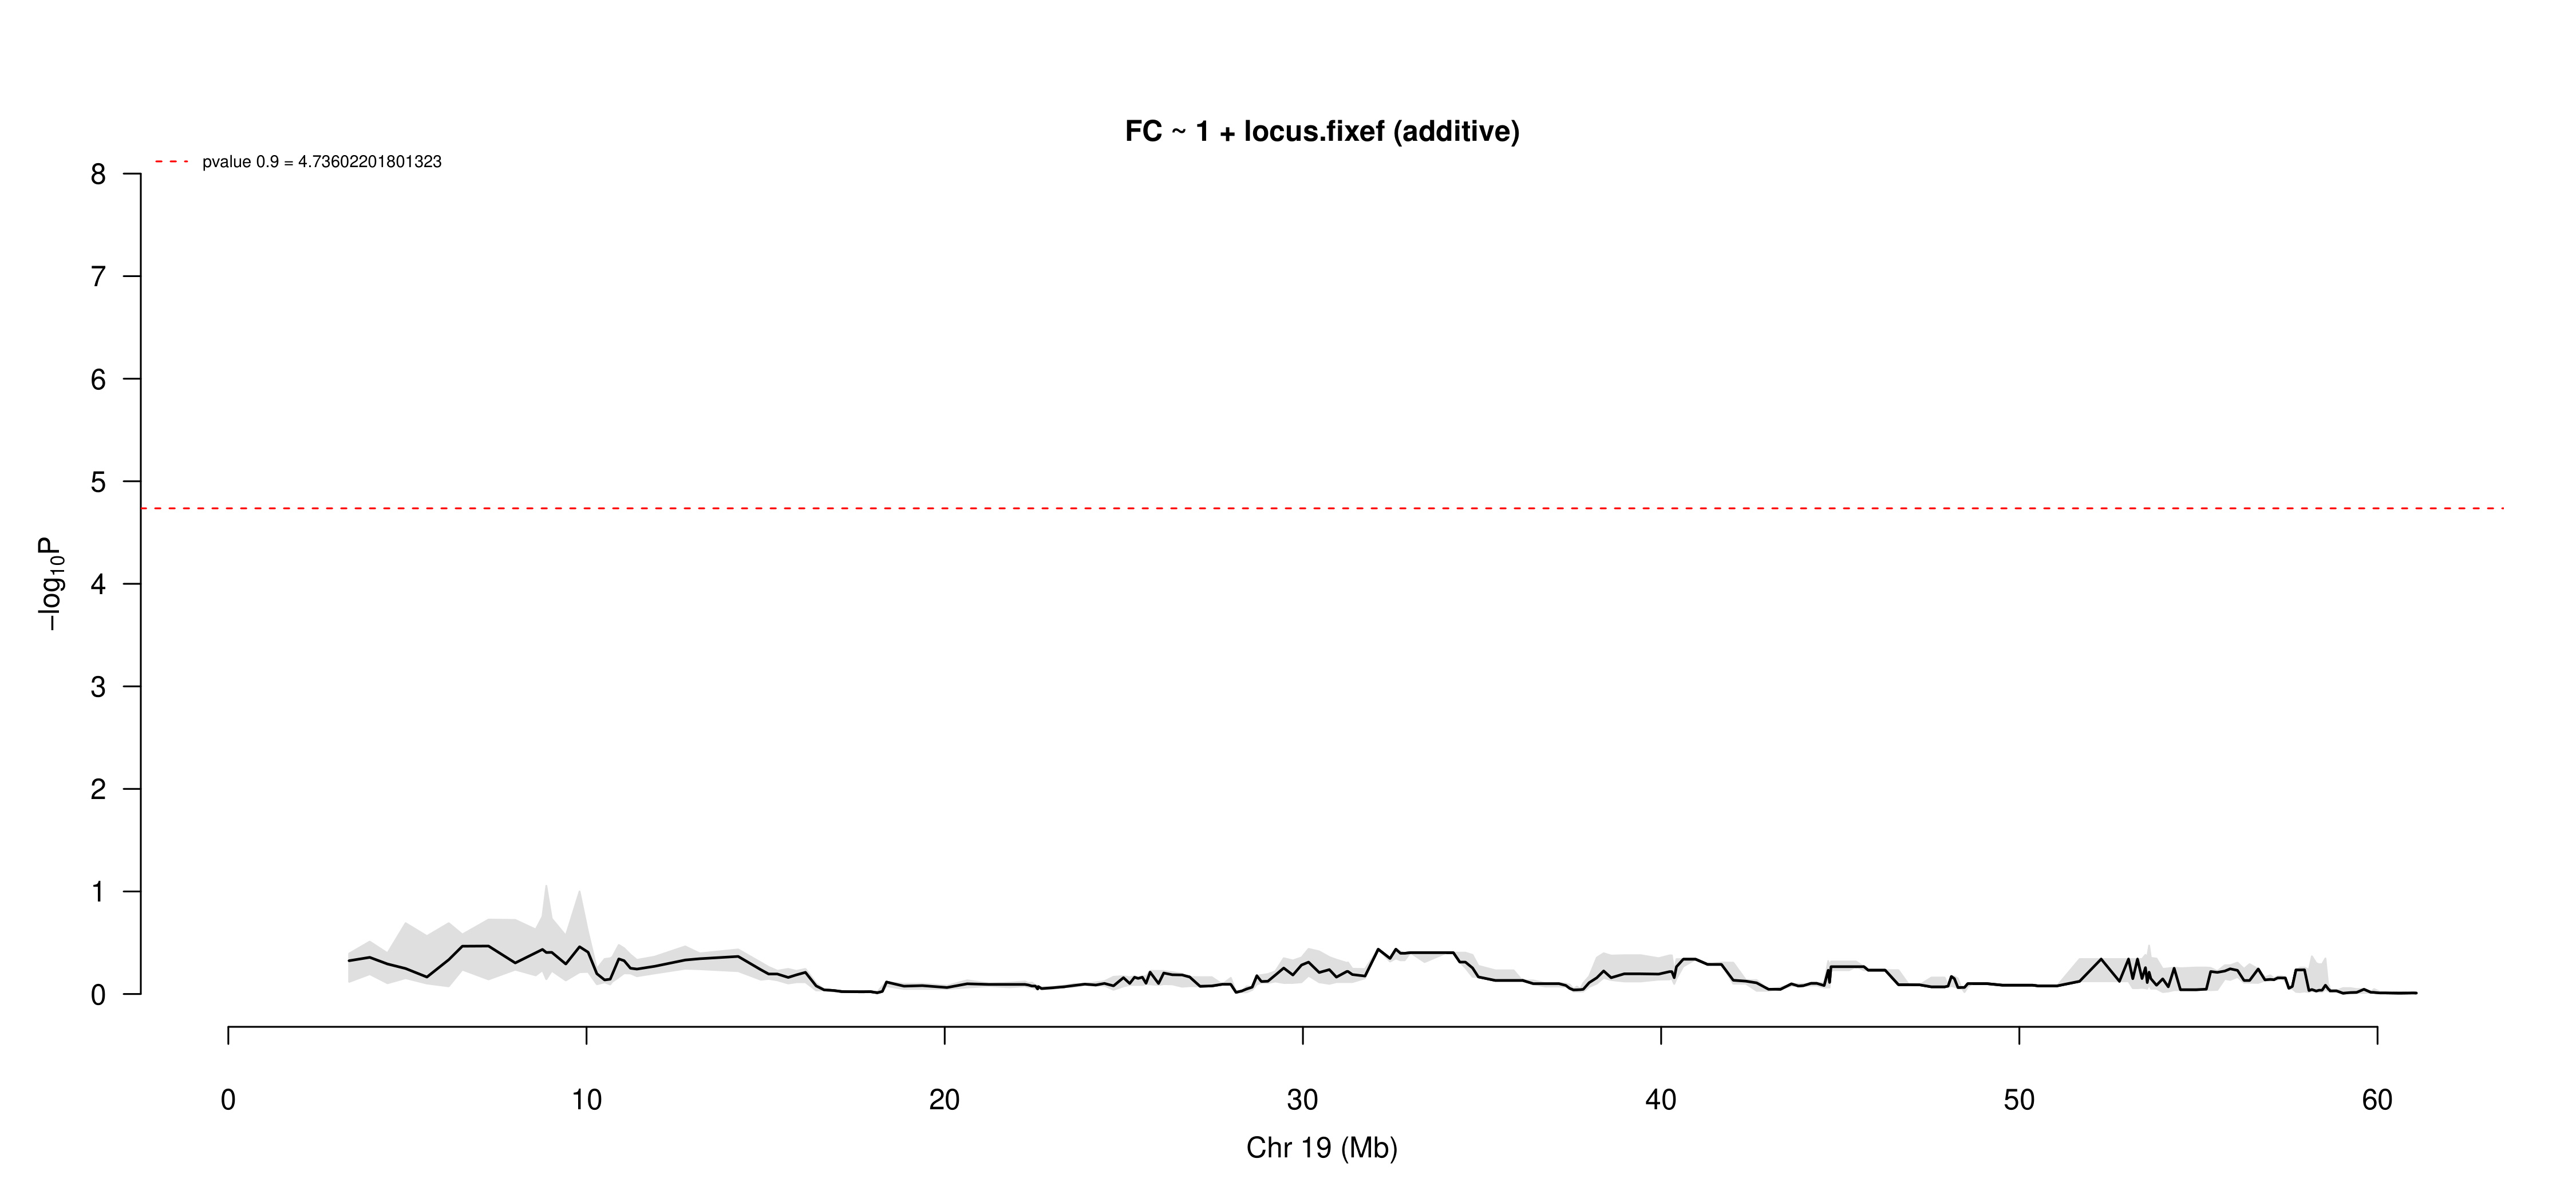 FC ~ 1 + locus.fixef (additive)
pvalue 0.9 = 4.73602201801323
8
7
6
5
4
3
2
1
0
−log10P
0 10 20 30 40 50 60
Chr 19 (Mb)